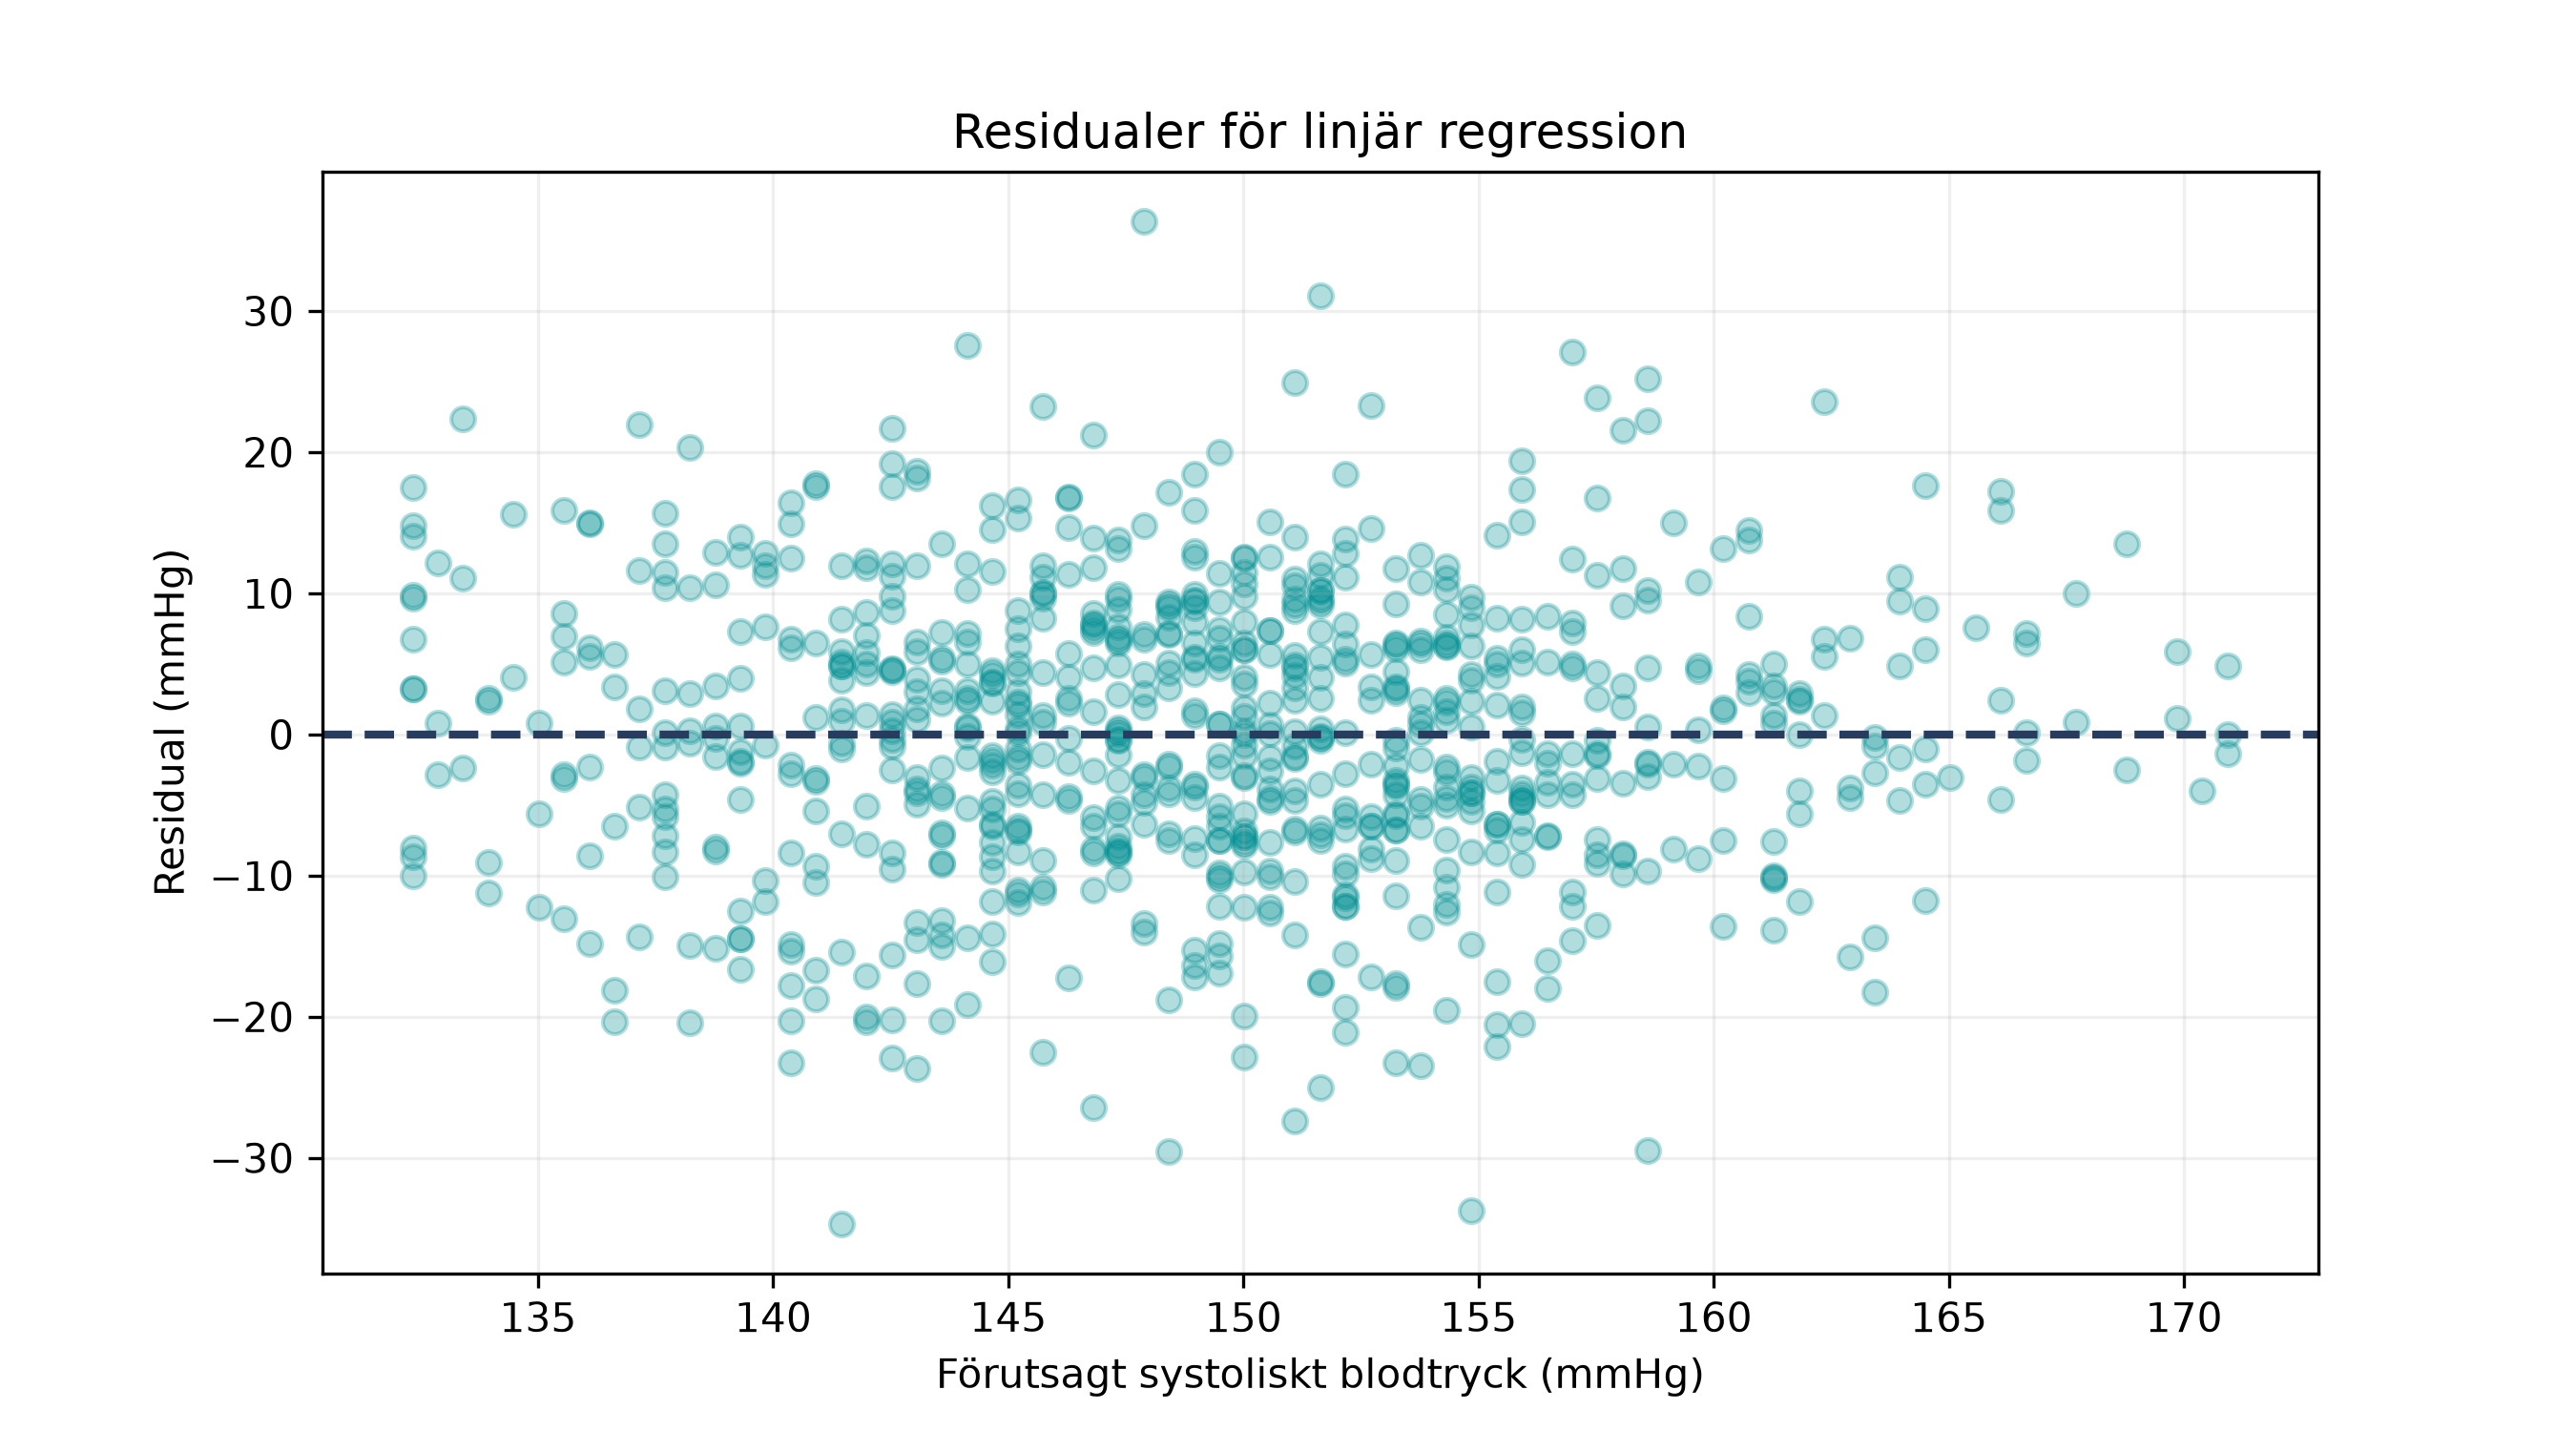 Residualer för linjär regression
Residual (mmHg)
30
20
10
0
−10
−20
−30
135 140 145 150 155 160 165 170
Förutsagt systoliskt blodtryck (mmHg)